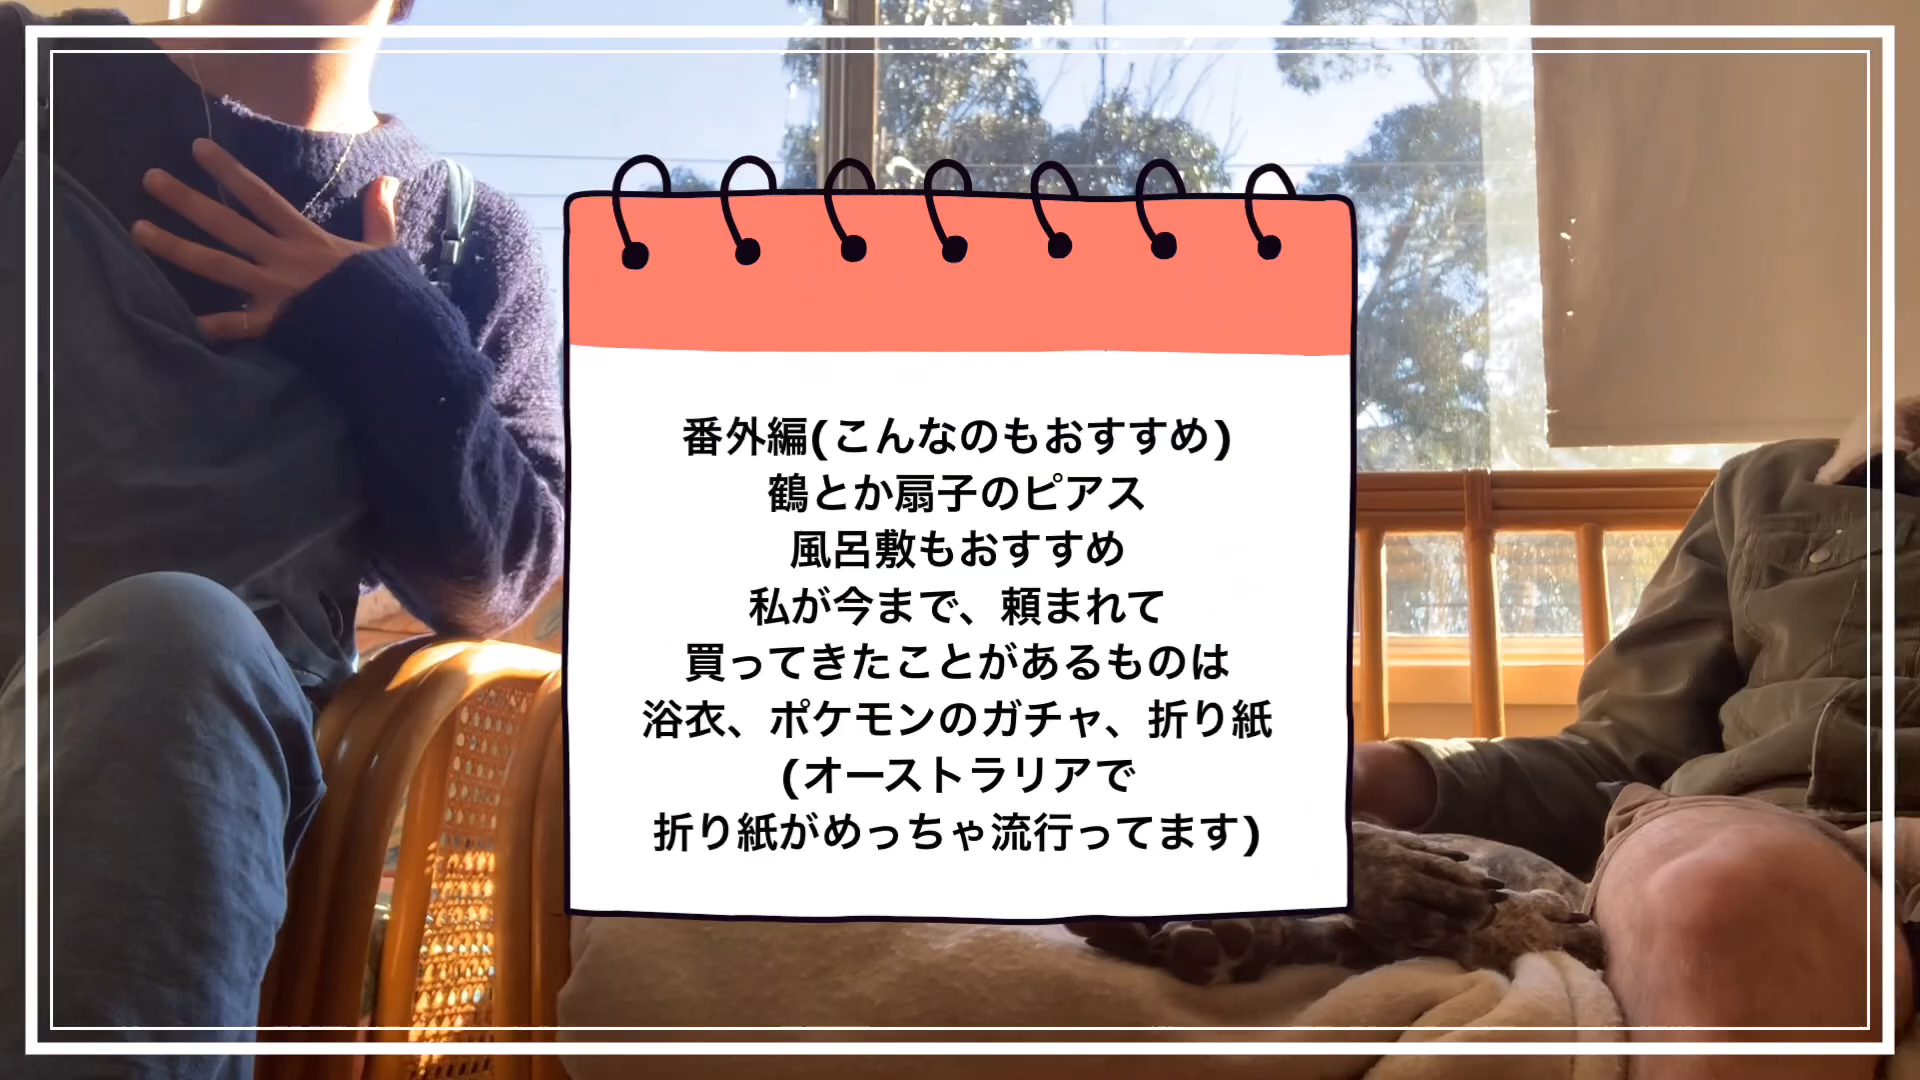 番外編(こんなのもおすすめ)
鶴とか扇子のピアス
風呂敷もおすすめ
私が今まで、頼まれて
買ってきたことがあるものは
浴衣、ポケモンのガチャ、折り紙
(オーストラリアで
折り紙がめっちゃ流行ってます)